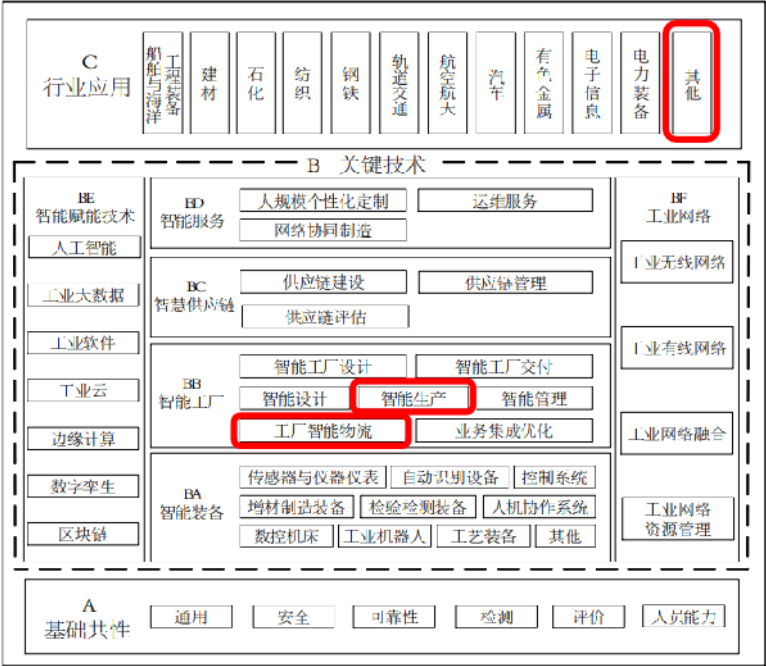 C
行业应用
船舶与海洋
工程装备
建材
石化
纺织
钢铁
轨道交通
航空航天
汽车
有色金属
电子信息
电力装备
其他
B 关键技术
BE
智能赋能技术
人工智能
工业大数据
工业软件
工业云
边缘计算
数字孪生
区块链
BD
智能服务
大规模个性化定制
运维服务
网络协同制造
BC
智慧供应链
供应链建设
供应链管理
供应链评估
BB
智能工厂
智能工厂设计
智能工厂交付
智能设计
智能生产
智能管理
工厂智能物流
业务集成优化
BA
智能装备
传感器与仪器仪表
自动识别设备
控制系统
增材制造装备
检验检测装备
人机协作系统
数控机床
工业机器人
工艺装备
其他
BF
工业网络
工业无线网络
工业有线网络
工业网络融合
工业网络
资源管理
A
基础共性
通用
安全
可靠性
检测
评价
人员能力